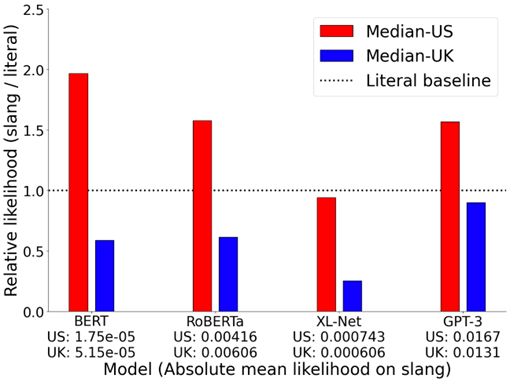 Relative likelihood (slang / literal)
2.5
2.0
1.5
1.0
0.5
0.0
Median-US
Median-UK
Literal baseline
BERT
US: 1.75e-05
UK: 5.15e-05
RoBERTa
US: 0.00416
UK: 0.00606
XL-Net
US: 0.000743
UK: 0.000606
GPT-3
US: 0.0167
UK: 0.0131
Model (Absolute mean likelihood on slang)